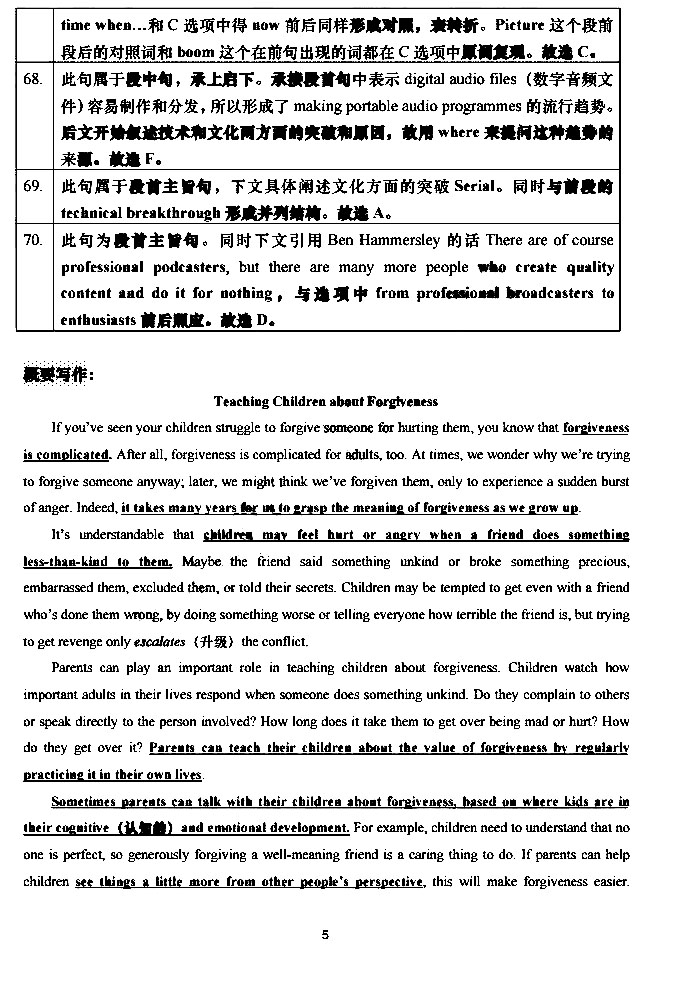 time when…和 C 选项中得 now 前后同样形成对照，表转折。Picture 这个段前
段后的对照词和 boom 这个在前句出现的词都在 C 选项中原词复现。故选 C。
68. 此句属于段中句，承上启下。承接段首句中表示 digital audio files（数字音频文
件）容易制作和分发，所以形成了 making portable audio programmes 的流行趋势。
后文开始叙述技术和文化两方面的突破和原因，故用 where 来提问这种趋势的
来源。故选 F。
69. 此句属于段首主旨句，下文具体阐述文化方面的突破 Serial。同时与前段的
technical breakthrough 形成并列结构。故选 A。
70. 此句为段首主旨句。同时下文引用 Ben Hammersley 的话 There are of course
professional podcasters, but there are many more people who create quality
content and do it for nothing，与选项中 from professional broadcasters to
enthusiasts 前后照应。故选 D。
概要写作：
Teaching Children about Forgiveness
If you’ve seen your children struggle to forgive someone for hurting them, you know that forgiveness
is complicated. After all, forgiveness is complicated for adults, too. At times, we wonder why we’re trying
to forgive someone anyway; later, we might think we’ve forgiven them, only to experience a sudden burst
of anger. Indeed, it takes many years for us to grasp the meaning of forgiveness as we grow up.
It’s understandable that children may feel hurt or angry when a friend does something
less-than-kind to them. Maybe the friend said something unkind or broke something precious,
embarrassed them, excluded them, or told their secrets. Children may be tempted to get even with a friend
who’s done them wrong, by doing something worse or telling everyone how terrible the friend is, but trying
to get revenge only escalates（升级）the conflict.
Parents can play an important role in teaching children about forgiveness. Children watch how
important adults in their lives respond when someone does something unkind. Do they complain to others
or speak directly to the person involved? How long does it take them to get over being mad or hurt? How
do they get over it? Parents can teach their children about the value of forgiveness by regularly
practicing it in their own lives.
Sometimes parents can talk with their children about forgiveness, based on where kids are in
their cognitive（认知的）and emotional development. For example, children need to understand that no
one is perfect, so generously forgiving a well-meaning friend is a caring thing to do. If parents can help
children see things a little more from other people’s perspective, this will make forgiveness easier.
5